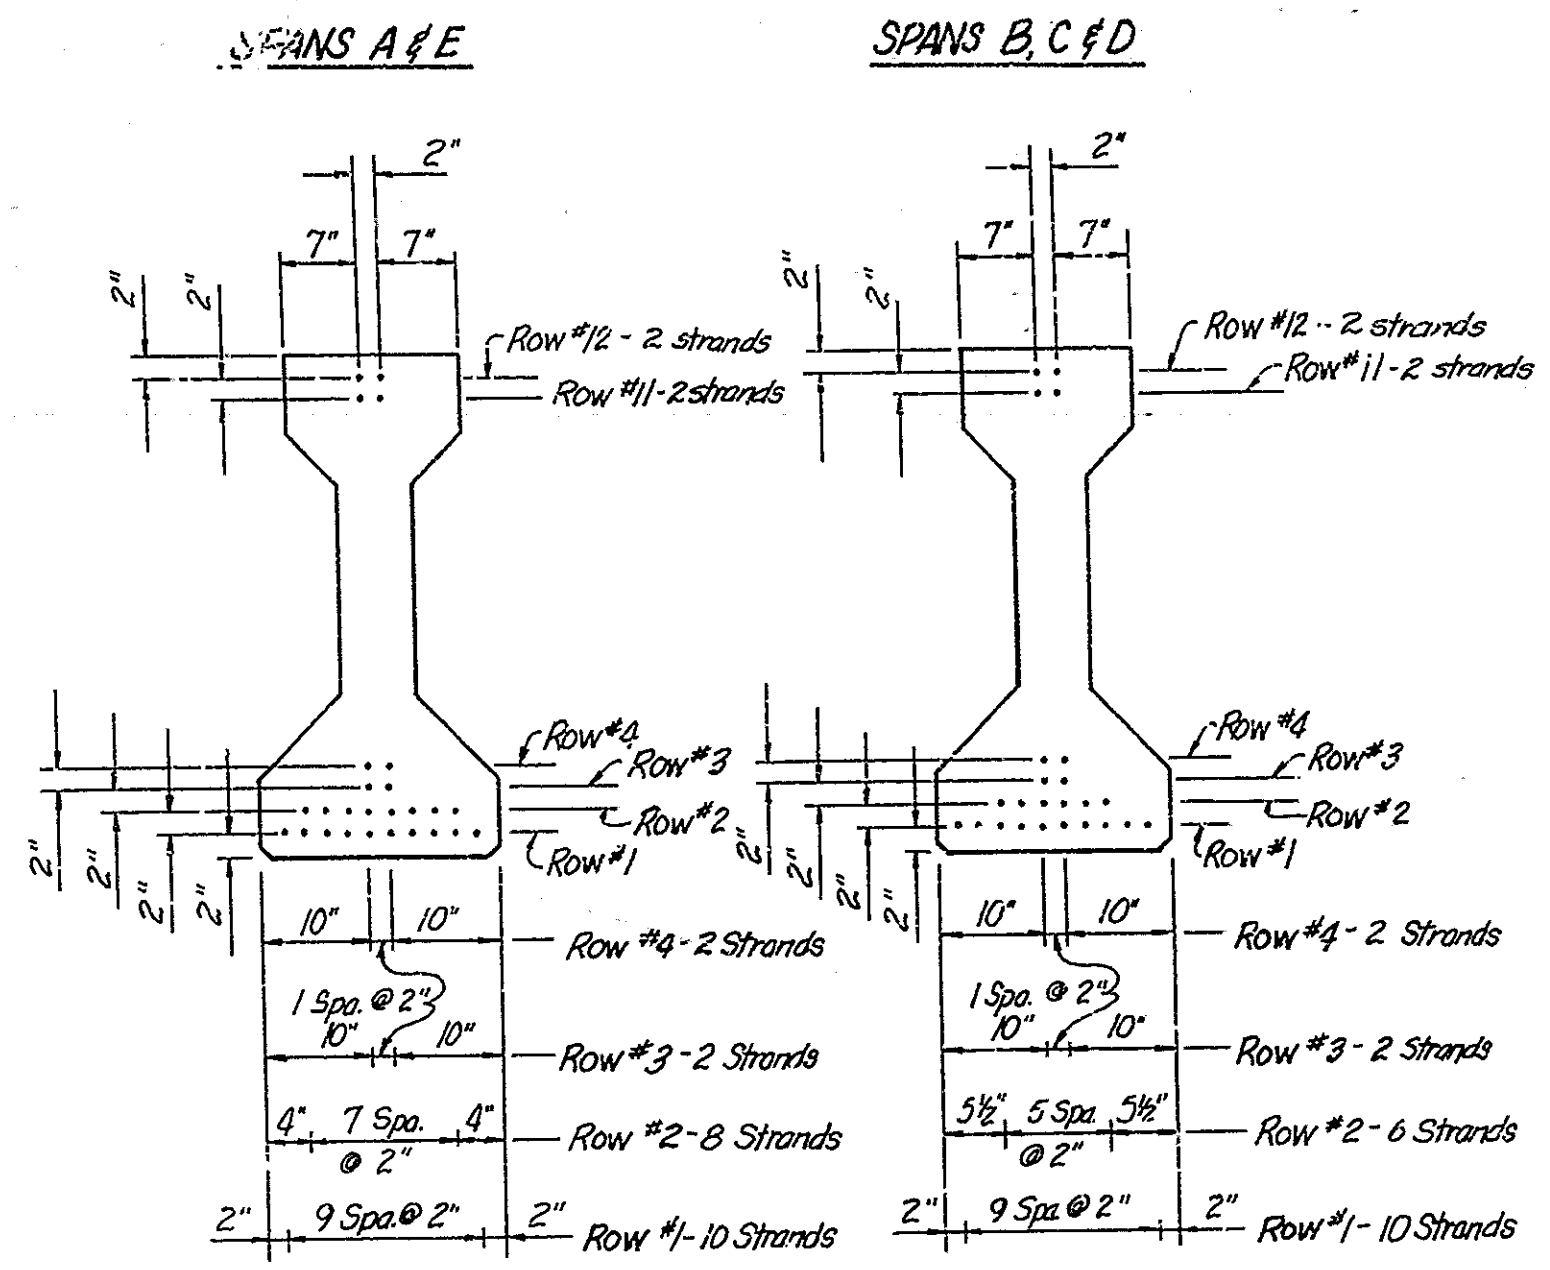 SPANS A & E
2"
7" 7"
2" 2"
Row #12 - 2 strands
Row #11 - 2 strands
Row #4
Row #3
Row #2
Row #1
2" 2" 2" 2"
10" 10"
Row #4 - 2 Strands
1 Spa. @ 2"
10" 10"
Row #3 - 2 Strands
4" 7 Spa. 4"
@ 2"
Row #2 - 8 Strands
2" 9 Spa. @ 2" 2"
Row #1 - 10 Strands
SPANS B, C & D
2"
7" 7"
2" 2"
Row #12 - 2 strands
Row #11 - 2 strands
Row #4
Row #3
Row #2
Row #1
2" 2" 2" 2"
10" 10"
Row #4 - 2 Strands
1 Spa. @ 2"
10" 10"
Row #3 - 2 Strands
5½" 5 Spa. 5½"
@ 2"
Row #2 - 6 Strands
2" 9 Spa @ 2" 2"
Row #1 - 10 Strands